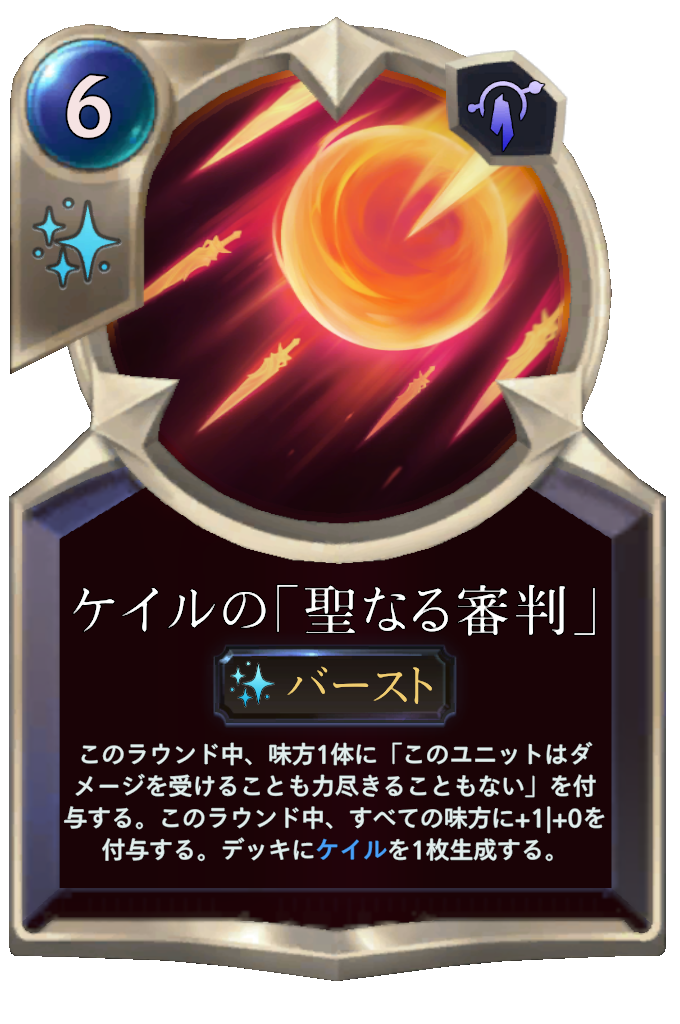 6
ケイルの「聖なる審判」
バースト
このラウンド中、味方1体に「このユニットはダ
メージを受けることも力尽きることもない」を付
与する。このラウンド中、すべての味方に+1|+0を
付与する。デッキにケイルを1枚生成する。